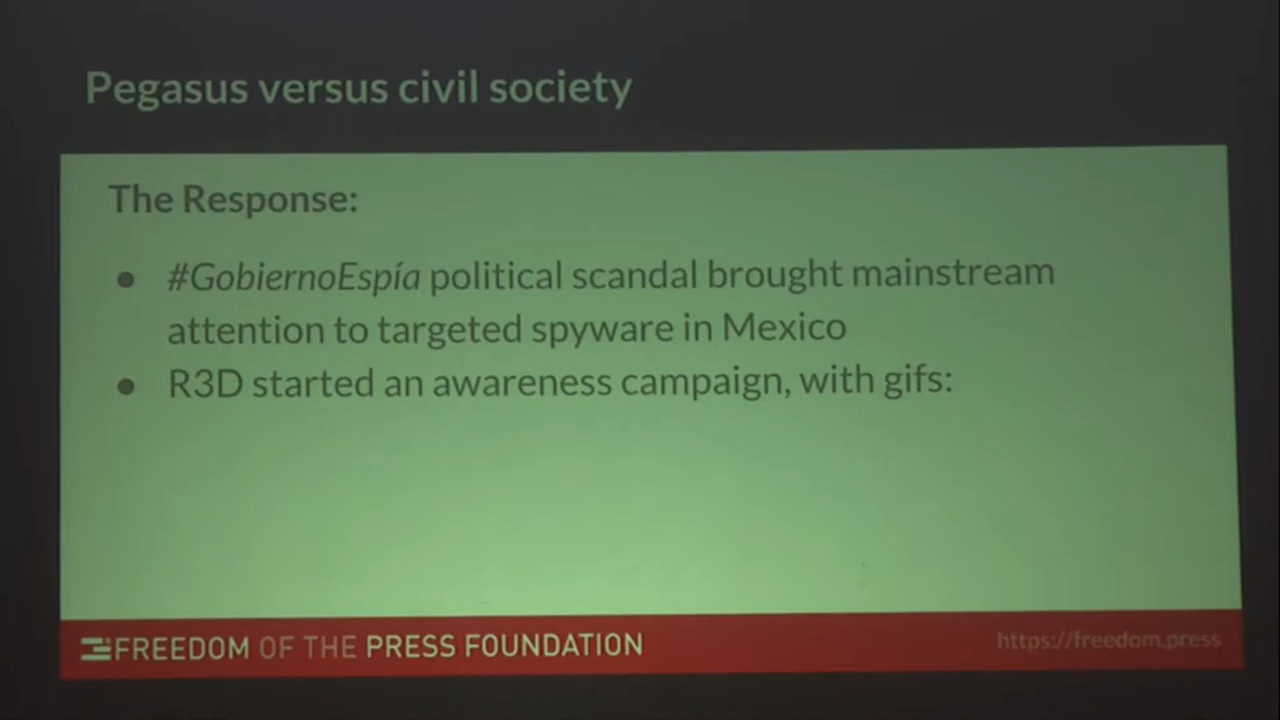 Pegasus versus civil society
The Response:
● #GobiernoEspía political scandal brought mainstream
attention to targeted spyware in Mexico
● R3D started an awareness campaign, with gifs:
FREEDOM OF THE PRESS FOUNDATION
https://freedom.press